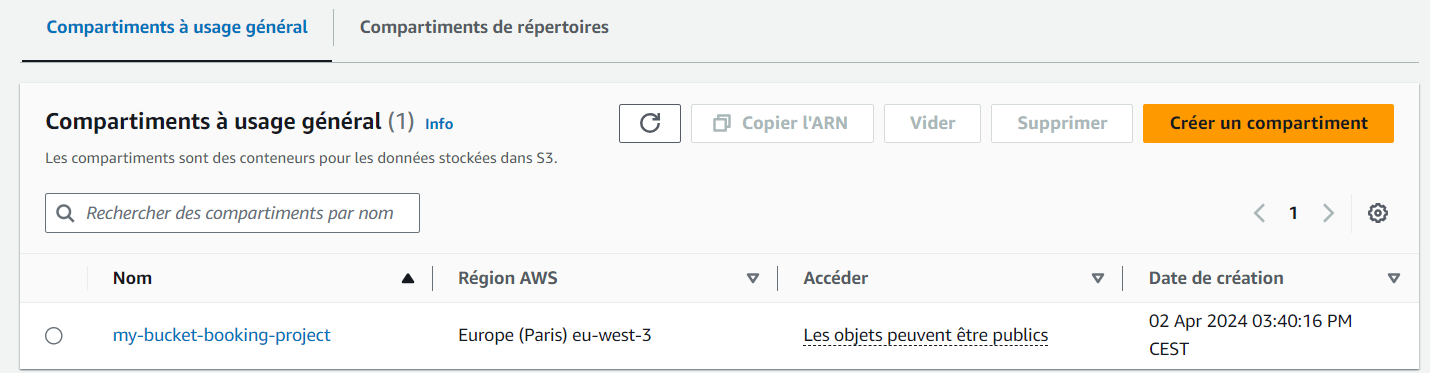 Compartiments à usage général
Compartiments de répertoires
Compartiments à usage général (1) Info
Copier l'ARN
Vider
Supprimer
Créer un compartiment
Les compartiments sont des conteneurs pour les données stockées dans S3.
Rechercher des compartiments par nom
1
Nom
Région AWS
Accéder
Date de création
my-bucket-booking-project
Europe (Paris) eu-west-3
Les objets peuvent être publics
02 Apr 2024 03:40:16 PM
CEST